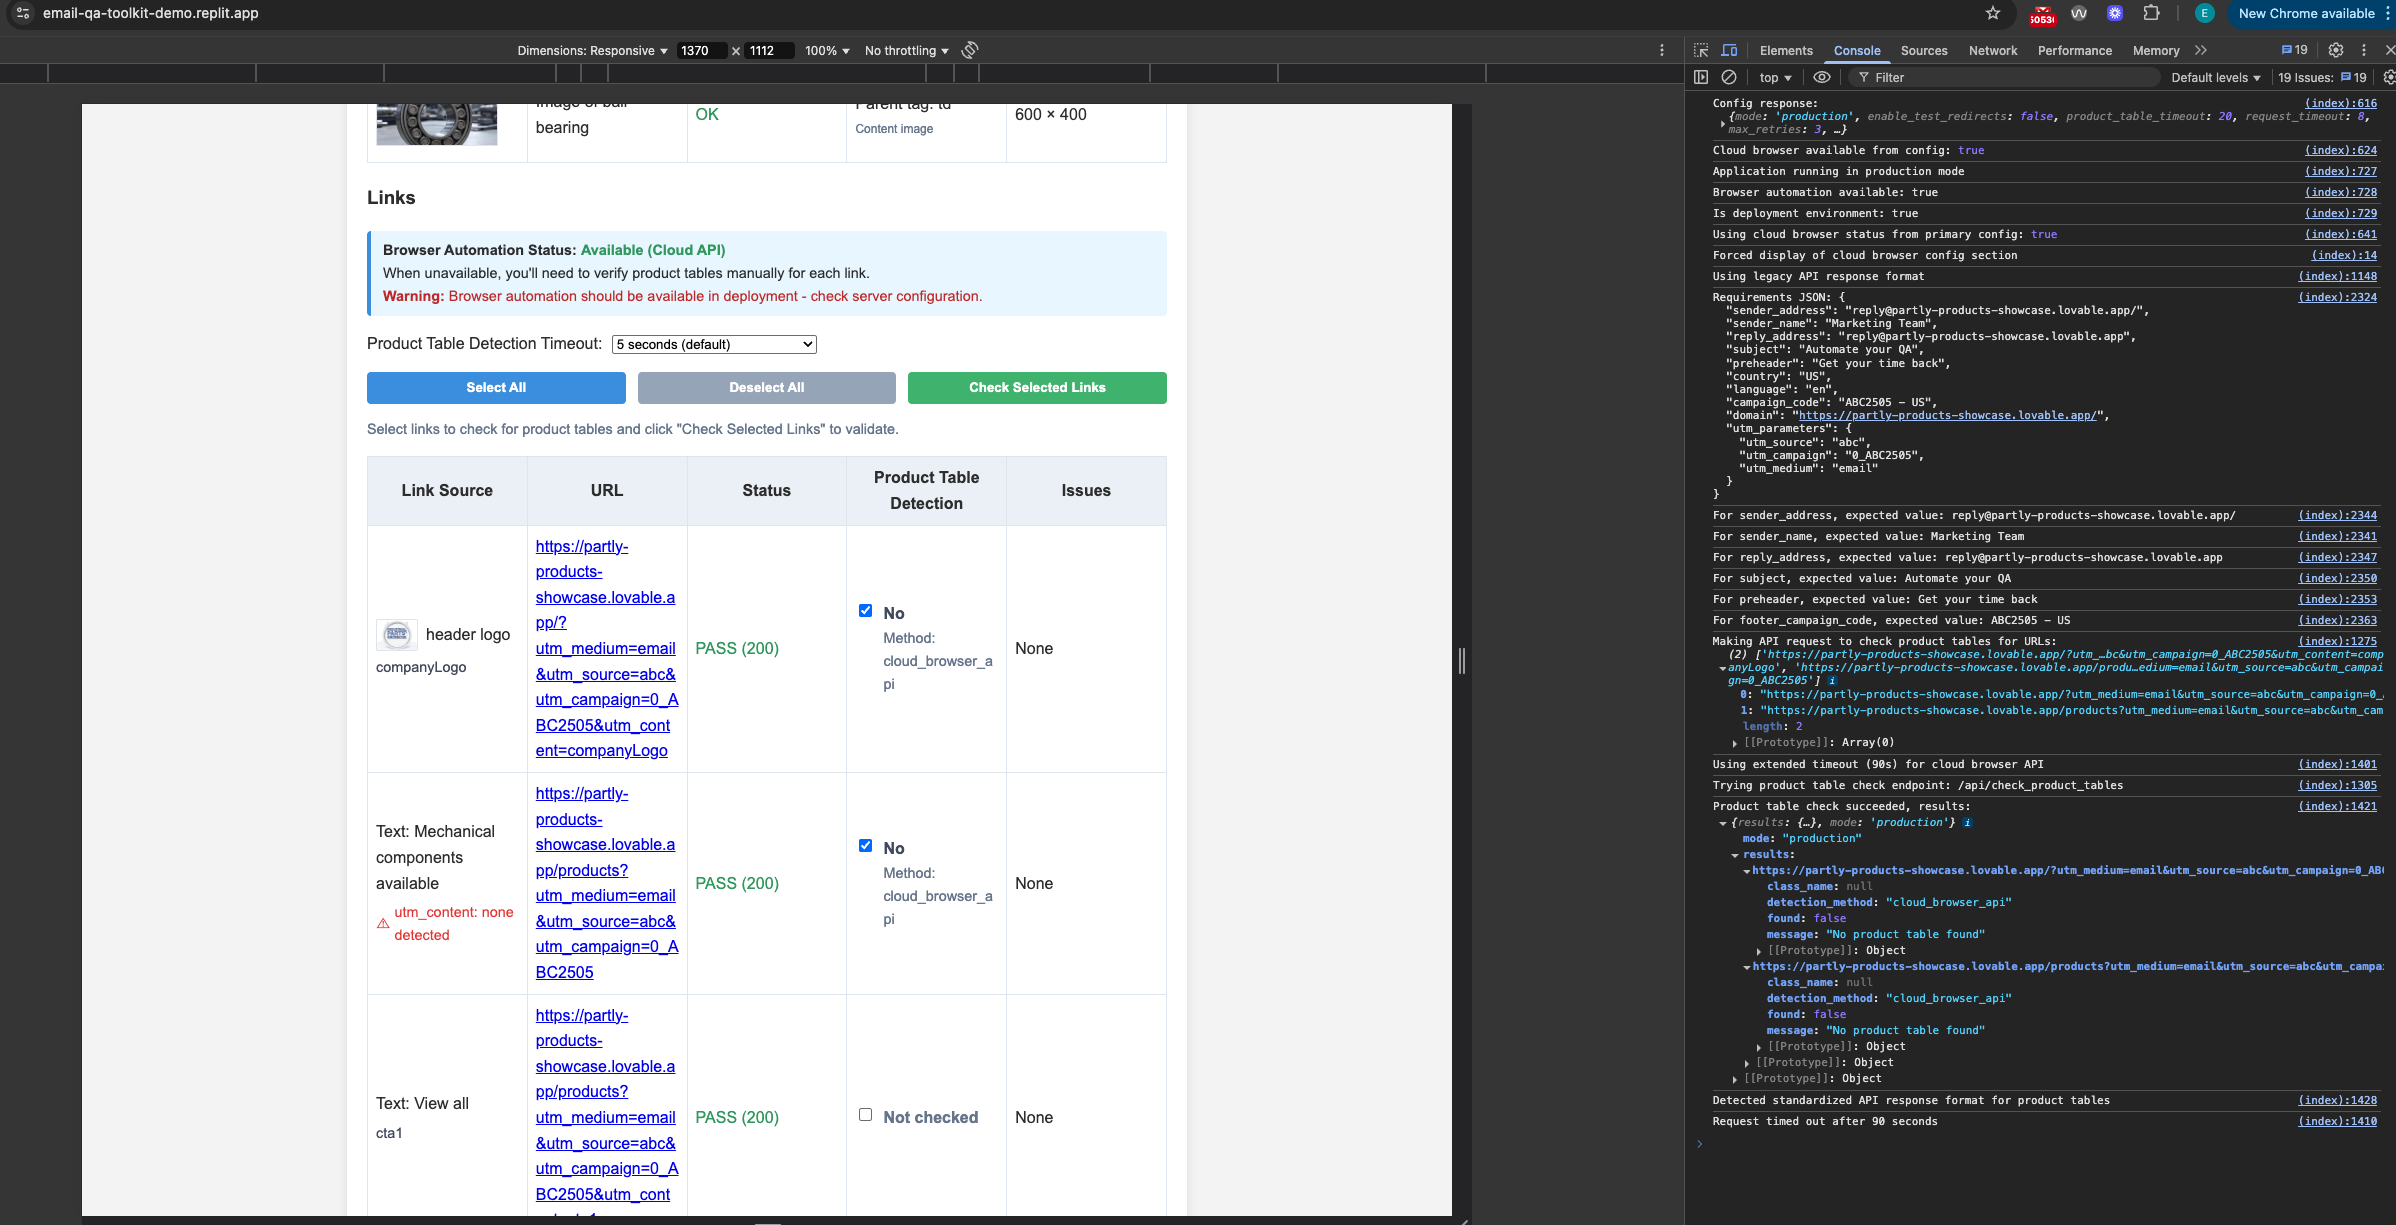 email-qa-toolkit-demo.replit.app
E
New Chrome available
Dimensions: Responsive
1370
x
1112
100%
No throttling
Elements
Console
Sources
Network
Performance
Memory
19
top
Filter
Default levels
19 Issues:
19
bearing
OK
Parent tag: td
Content image
600 × 400
Links
Browser Automation Status: Available (Cloud API)
When unavailable, you'll need to verify product tables manually for each link.
Warning: Browser automation should be available in deployment - check server configuration.
Product Table Detection Timeout:
5 seconds (default)
Select All
Deselect All
Check Selected Links
Select links to check for product tables and click "Check Selected Links" to validate.
Link Source
URL
Status
Product Table
Detection
Issues
header logo
companyLogo
https://partly-
products-
showcase.lovable.a
pp/?
utm_medium=email
&utm_source=abc&
utm_campaign=0_A
BC2505&utm_cont
ent=companyLogo
PASS (200)
No
Method:
cloud_browser_a
pi
None
Text: Mechanical
components
available
utm_content: none
detected
https://partly-
products-
showcase.lovable.a
pp/products?
utm_medium=email
&utm_source=abc&
utm_campaign=0_A
BC2505
PASS (200)
No
Method:
cloud_browser_a
pi
None
Text: View all
cta1
https://partly-
products-
showcase.lovable.a
pp/products?
utm_medium=email
&utm_source=abc&
utm_campaign=0_A
BC2505&utm_cont
PASS (200)
Not checked
None
Config response:
(index):616
{mode: 'production', enable_test_redirects: false, product_table_timeout: 20, request_timeout: 8,
max_retries: 3, …}
Cloud browser available from config: true
(index):624
Application running in production mode
(index):727
Browser automation available: true
(index):728
Is deployment environment: true
(index):729
Using cloud browser status from primary config: true
(index):641
Forced display of cloud browser config section
(index):14
Using legacy API response format
(index):1148
Requirements JSON: {
(index):2324
"sender_address": "reply@partly-products-showcase.lovable.app/",
"sender_name": "Marketing Team",
"reply_address": "reply@partly-products-showcase.lovable.app",
"subject": "Automate your QA",
"preheader": "Get your time back",
"country": "US",
"language": "en",
"campaign_code": "ABC2505 – US",
"domain": "https://partly-products-showcase.lovable.app/",
"utm_parameters": {
"utm_source": "abc",
"utm_campaign": "0_ABC2505",
"utm_medium": "email"
}
}
For sender_address, expected value: reply@partly-products-showcase.lovable.app/
(index):2344
For sender_name, expected value: Marketing Team
(index):2341
For reply_address, expected value: reply@partly-products-showcase.lovable.app
(index):2347
For subject, expected value: Automate your QA
(index):2350
For preheader, expected value: Get your time back
(index):2353
For footer_campaign_code, expected value: ABC2505 – US
(index):2363
Making API request to check product tables for URLs:
(index):1275
(2) ['https://partly-products-showcase.lovable.app/?utm_…bc&utm_campaign=0_ABC2505&utm_content=comp
anyLogo', 'https://partly-products-showcase.lovable.app/produ…edium=email&utm_source=abc&utm_campai
gn=0_ABC2505']
0: "https://partly-products-showcase.lovable.app/?utm_medium=email&utm_source=abc&utm_campaign=0_
1: "https://partly-products-showcase.lovable.app/products?utm_medium=email&utm_source=abc&utm_cam
length: 2
[[Prototype]]: Array(0)
Using extended timeout (90s) for cloud browser API
(index):1401
Trying product table check endpoint: /api/check_product_tables
(index):1305
Product table check succeeded, results:
(index):1421
{results: {…}, mode: 'production'}
mode: "production"
results:
https://partly-products-showcase.lovable.app/?utm_medium=email&utm_source=abc&utm_campaign=0_AB
class_name: null
detection_method: "cloud_browser_api"
found: false
message: "No product table found"
[[Prototype]]: Object
https://partly-products-showcase.lovable.app/products?utm_medium=email&utm_source=abc&utm_campa
class_name: null
detection_method: "cloud_browser_api"
found: false
message: "No product table found"
[[Prototype]]: Object
[[Prototype]]: Object
[[Prototype]]: Object
Detected standardized API response format for product tables
(index):1428
Request timed out after 90 seconds
(index):1410